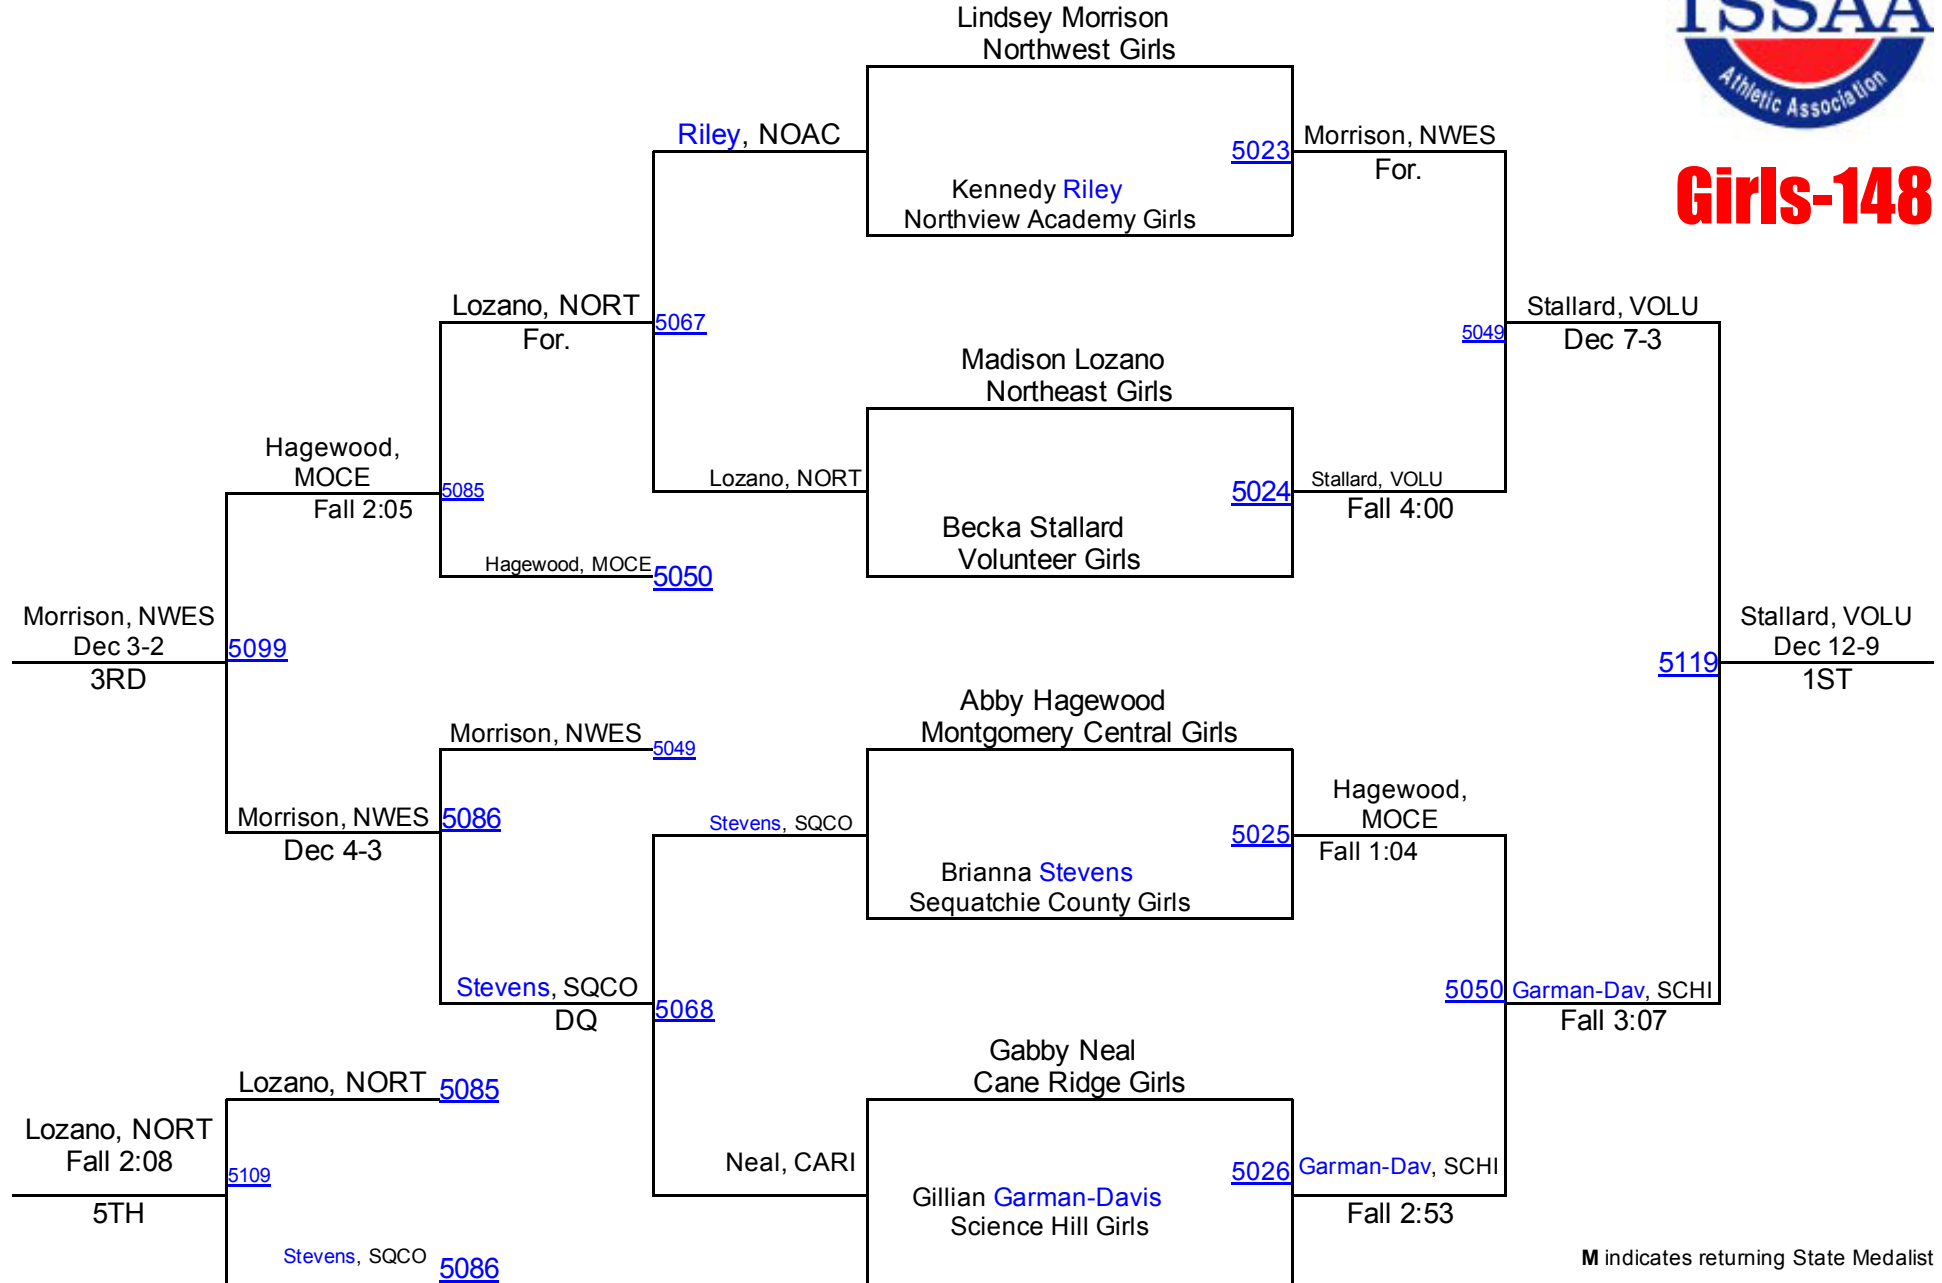 Lindsey Morrison
Northwest Girls
TSSAA
Athletic Association
Girls-148
Riley, NOAC
5023
Morrison, NWES
For.
Kennedy Riley
Northview Academy Girls
Lozano, NORT
For.
5067
5049
Stallard, VOLU
Dec 7-3
Madison Lozano
Northeast Girls
Hagewood,
MOCE
Fall 2:05
5085
Lozano, NORT
5024
Stallard, VOLU
Fall 4:00
Becka Stallard
Volunteer Girls
Hagewood, MOCE
5050
Morrison, NWES
Dec 3-2
3RD
5099
5119
Stallard, VOLU
Dec 12-9
1ST
Abby Hagewood
Montgomery Central Girls
Morrison, NWES
5049
Morrison, NWES
Dec 4-3
5086
Stevens, SQCO
5025
Hagewood,
MOCE
Fall 1:04
Brianna Stevens
Sequatchie County Girls
Stevens, SQCO
DQ
5068
5050
Garman-Dav, SCHI
Fall 3:07
Gabby Neal
Cane Ridge Girls
Lozano, NORT
5085
Lozano, NORT
Fall 2:08
5TH
5109
Neal, CARI
5026
Garman-Dav, SCHI
Fall 2:53
Gillian Garman-Davis
Science Hill Girls
Stevens, SQCO
5086
M indicates returning State Medalist